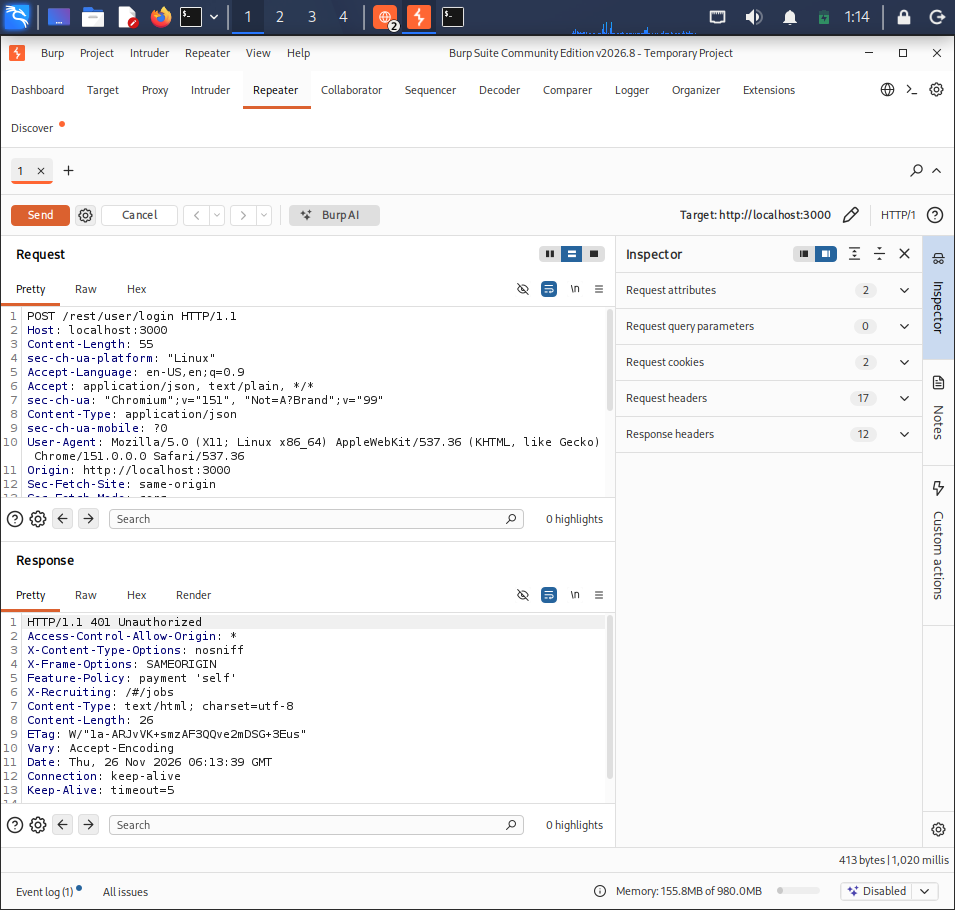 1 2 3 4 2 1:14
Burp Project Intruder Repeater View Help Burp Suite Community Edition v2026.8 - Temporary Project
Dashboard Target Proxy Intruder Repeater Collaborator Sequencer Decoder Comparer Logger Organizer Extensions
Discover
1
Send Cancel Burp AI Target: http://localhost:3000 HTTP/1
Request
Pretty Raw Hex \n
1 POST /rest/user/login HTTP/1.1
2 Host: localhost:3000
3 Content-Length: 55
4 sec-ch-ua-platform: "Linux"
5 Accept-Language: en-US,en;q=0.9
6 Accept: application/json, text/plain, */*
7 sec-ch-ua: "Chromium";v="151", "Not=A?Brand";v="99"
8 Content-Type: application/json
9 sec-ch-ua-mobile: ?0
10 User-Agent: Mozilla/5.0 (X11; Linux x86_64) AppleWebKit/537.36 (KHTML, like Gecko)
Chrome/151.0.0.0 Safari/537.36
11 Origin: http://localhost:3000
12 Sec-Fetch-Site: same-origin
Search 0 highlights
Response
Pretty Raw Hex Render \n
1 HTTP/1.1 401 Unauthorized
2 Access-Control-Allow-Origin: *
3 X-Content-Type-Options: nosniff
4 X-Frame-Options: SAMEORIGIN
5 Feature-Policy: payment 'self'
6 X-Recruiting: /#/jobs
7 Content-Type: text/html; charset=utf-8
8 Content-Length: 26
9 ETag: W/"1a-ARJvVK+smzAF3QQve2mDSG+3Eus"
10 Vary: Accept-Encoding
11 Date: Thu, 26 Nov 2026 06:13:39 GMT
12 Connection: keep-alive
13 Keep-Alive: timeout=5
Search 0 highlights
Inspector
Request attributes 2
Request query parameters 0
Request cookies 2
Request headers 17
Response headers 12
Inspector
Notes
Custom actions
413 bytes | 1,020 millis
Event log (1) All issues Memory: 155.8MB of 980.0MB Disabled